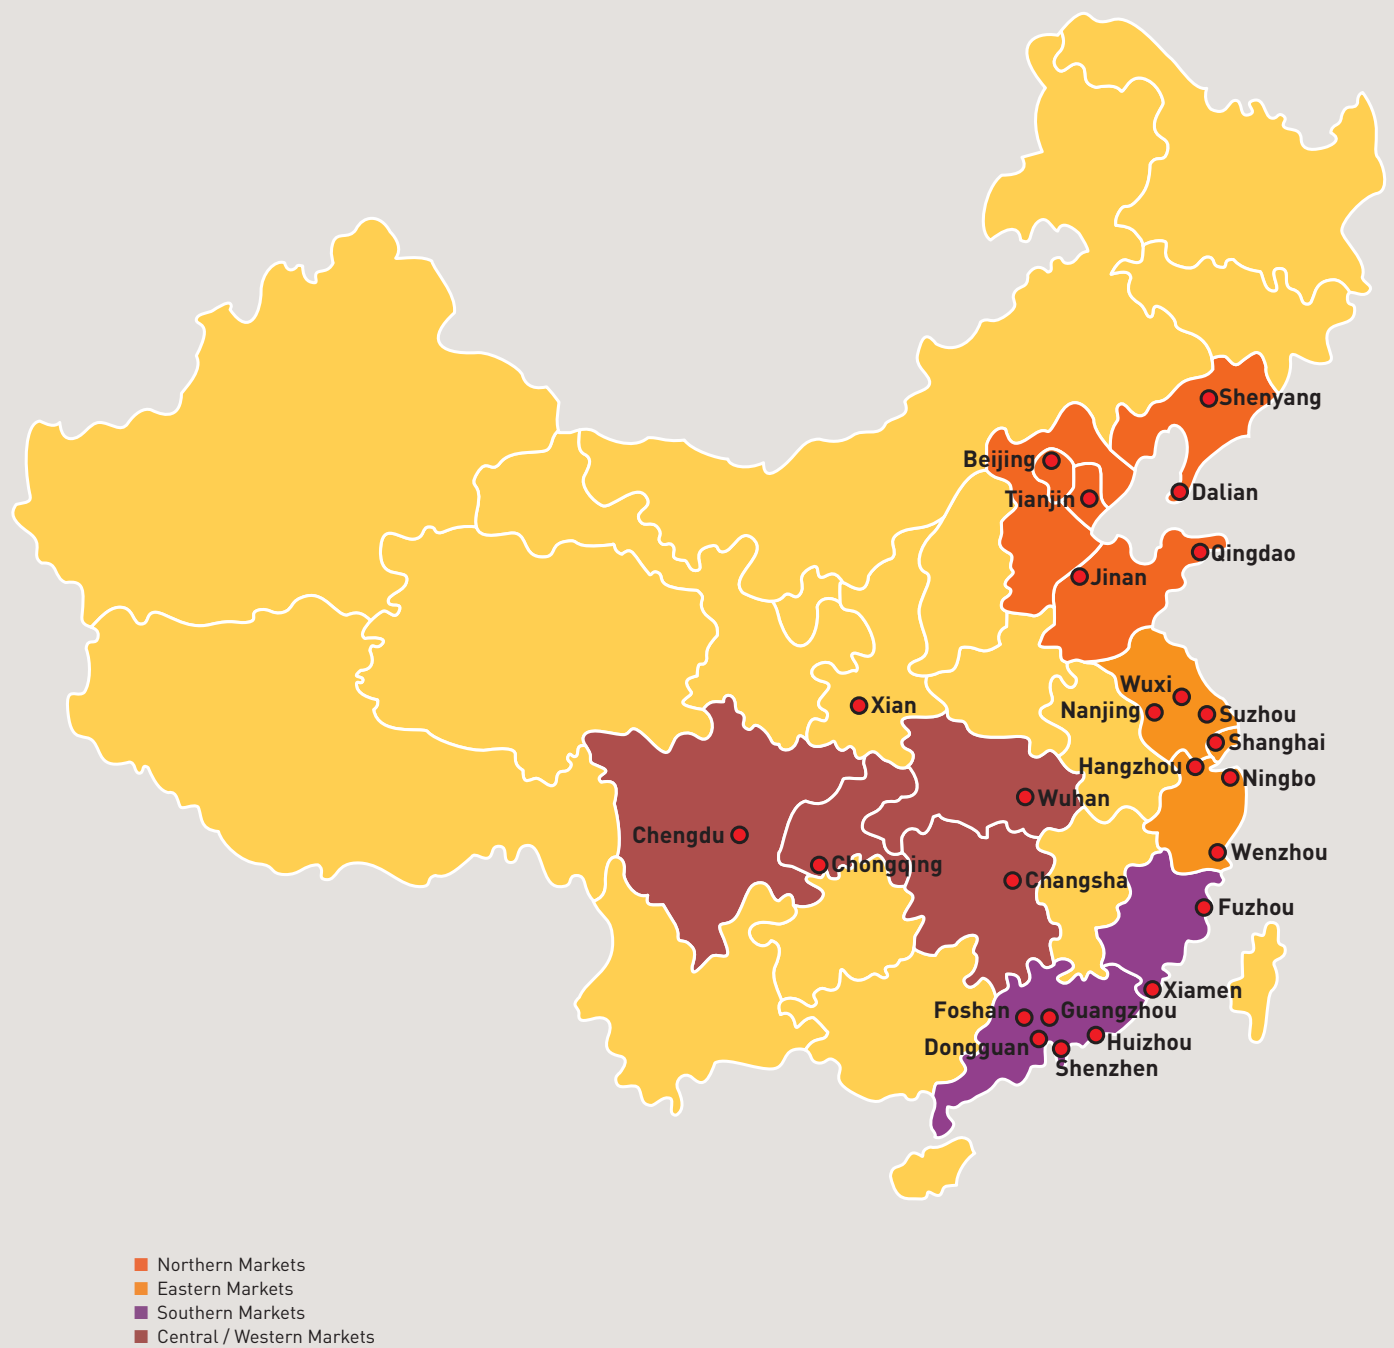 Shenyang
Beijing
Dalian
Tianjin
Qingdao
Jinan
Wuxi
Xian
Nanjing
Suzhou
Shanghai
Hangzhou
Ningbo
Wuhan
Chengdu
Wenzhou
Chongqing
Changsha
Fuzhou
Xiamen
Foshan
Guangzhou
Huizhou
Dongguan
Shenzhen
Northern Markets
Eastern Markets
Southern Markets
Central / Western Markets